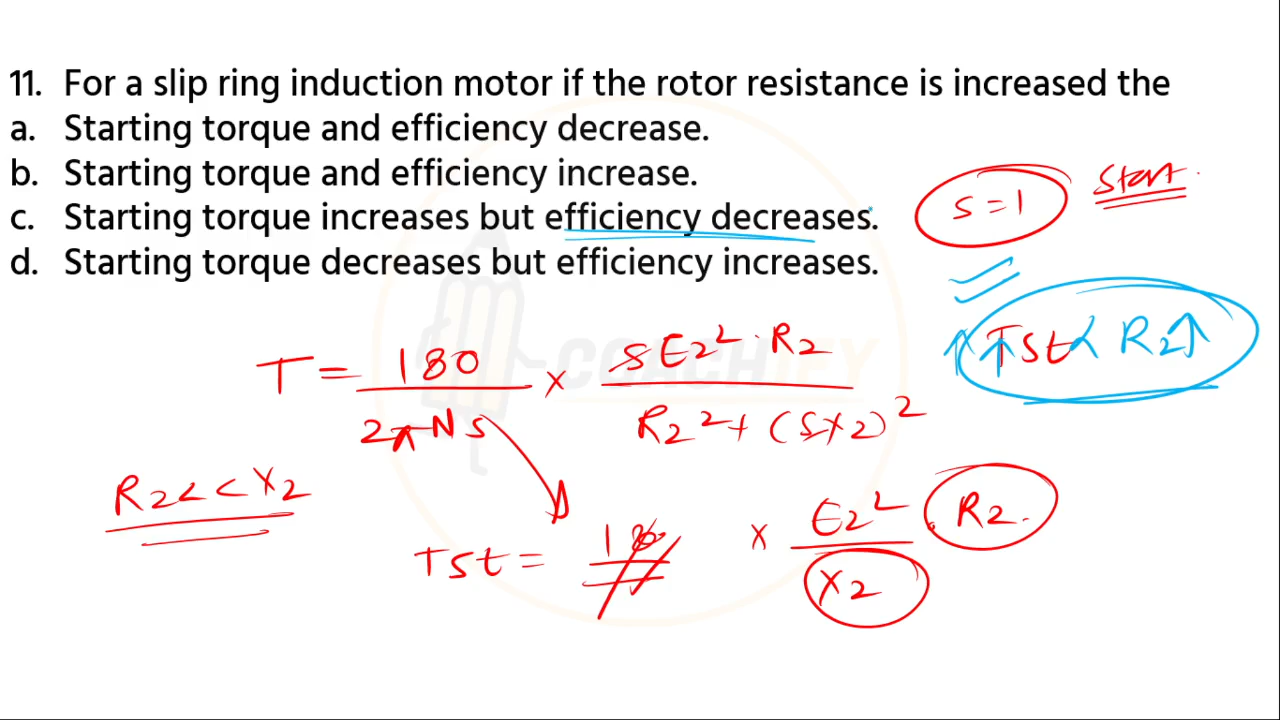 11. For a slip ring induction motor if the rotor resistance is increased the
a. Starting torque and efficiency decrease.
b. Starting torque and efficiency increase.
c. Starting torque increases but efficiency decreases.
d. Starting torque decreases but efficiency increases.
Start.
s = 1
↑ ↑Tst ∝ R2↑
T = 180 / 2πNs × sE2² · R2 / R2² + (sX2)²
R2 << X2
Tst = 180 × E2² · R2. / X2
COACHIFY